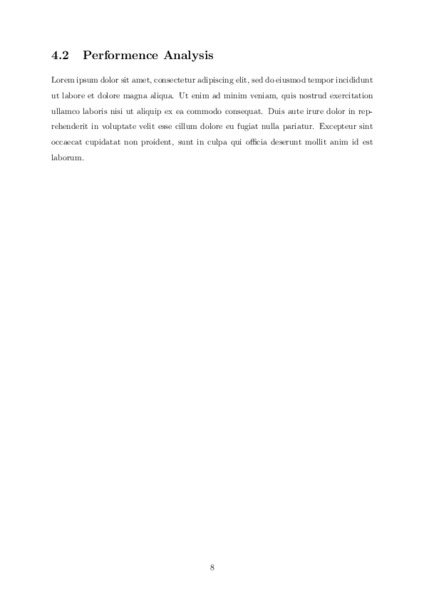 4.2 Performence Analysis
Lorem ipsum dolor sit amet, consectetur adipiscing elit, sed do eiusmod tempor incididunt
ut labore et dolore magna aliqua. Ut enim ad minim veniam, quis nostrud exercitation
ullamco laboris nisi ut aliquip ex ea commodo consequat. Duis aute irure dolor in rep-
rehenderit in voluptate velit esse cillum dolore eu fugiat nulla pariatur. Excepteur sint
occaecat cupidatat non proident, sunt in culpa qui officia deserunt mollit anim id est
laborum.
8